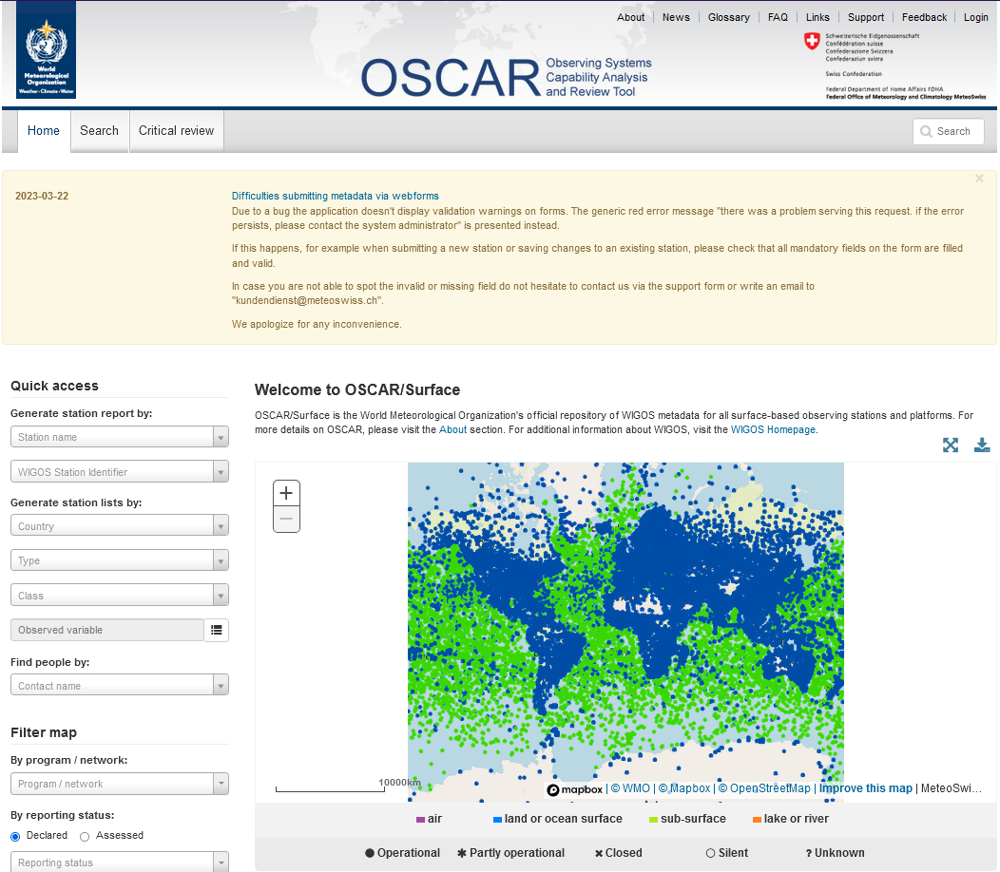 World
Meteorological
Organization
Weather · Climate · Water
About
News
Glossary
FAQ
Links
Support
Feedback
Login
OSCAR
Observing Systems
Capability Analysis
and Review Tool
Schweizerische Eidgenossenschaft
Confédération suisse
Confederazione Svizzera
Confederaziun svizra
Swiss Confederation
Federal Department of Home Affairs FDHA
Federal Office of Meteorology and Climatology MeteoSwiss
Home
Search
Critical review
Search
×
2023-03-22
Difficulties submitting metadata via webforms
Due to a bug the application doesn't display validation warnings on forms. The generic red error message "there was a problem serving this request. if the error
persists, please contact the system administrator" is presented instead.
If this happens, for example when submitting a new station or saving changes to an existing station, please check that all mandatory fields on the form are filled
and valid.
In case you are not able to spot the invalid or missing field do not hesitate to contact us via the support form or write an email to
"kundendienst@meteoswiss.ch".
We apologize for any inconvenience.
Quick access
Generate station report by:
Station name
WIGOS Station Identifier
Generate station lists by:
Country
Type
Class
Observed variable
Find people by:
Contact name
Filter map
By program / network:
Program / network
By reporting status:
Declared
Assessed
Reporting status
Welcome to OSCAR/Surface
OSCAR/Surface is the World Meteorological Organization's official repository of WIGOS metadata for all surface-based observing stations and platforms. For
more details on OSCAR, please visit the About section. For additional information about WIGOS, visit the WIGOS Homepage.
+
−
10000km
mapbox | © WMO | © Mapbox | © OpenStreetMap | Improve this map | MeteoSwi…
air
land or ocean surface
sub-surface
lake or river
Operational
Partly operational
Closed
Silent
? Unknown